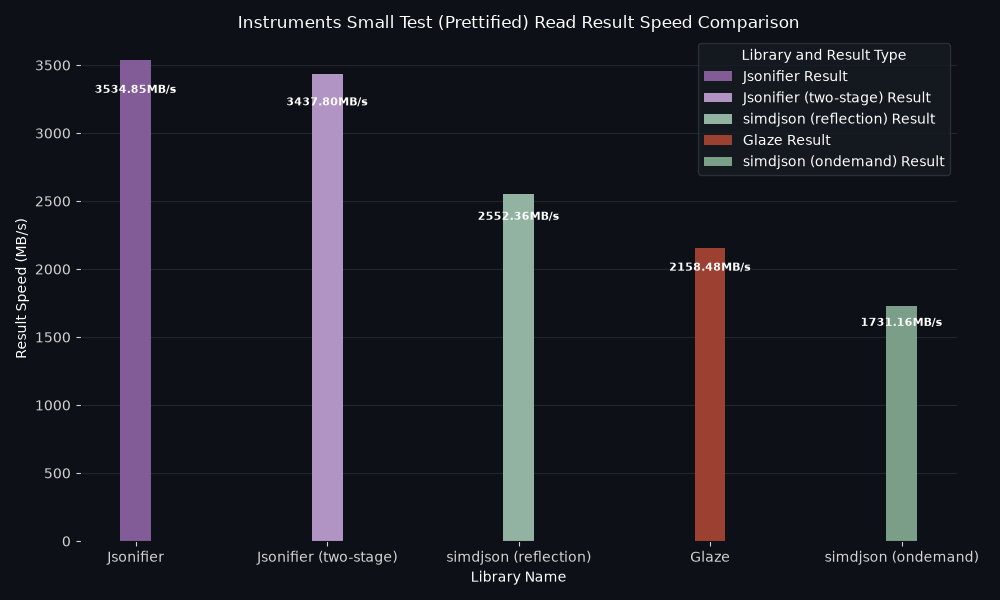 Instruments Small Test (Prettified) Read Result Speed Comparison
Library and Result Type
Jsonifier Result
Jsonifier (two-stage) Result
simdjson (reflection) Result
Glaze Result
simdjson (ondemand) Result
Result Speed (MB/s)
3500
3000
2500
2000
1500
1000
500
0
3534.85MB/s
3437.80MB/s
2552.36MB/s
2158.48MB/s
1731.16MB/s
Jsonifier
Jsonifier (two-stage)
simdjson (reflection)
Glaze
simdjson (ondemand)
Library Name